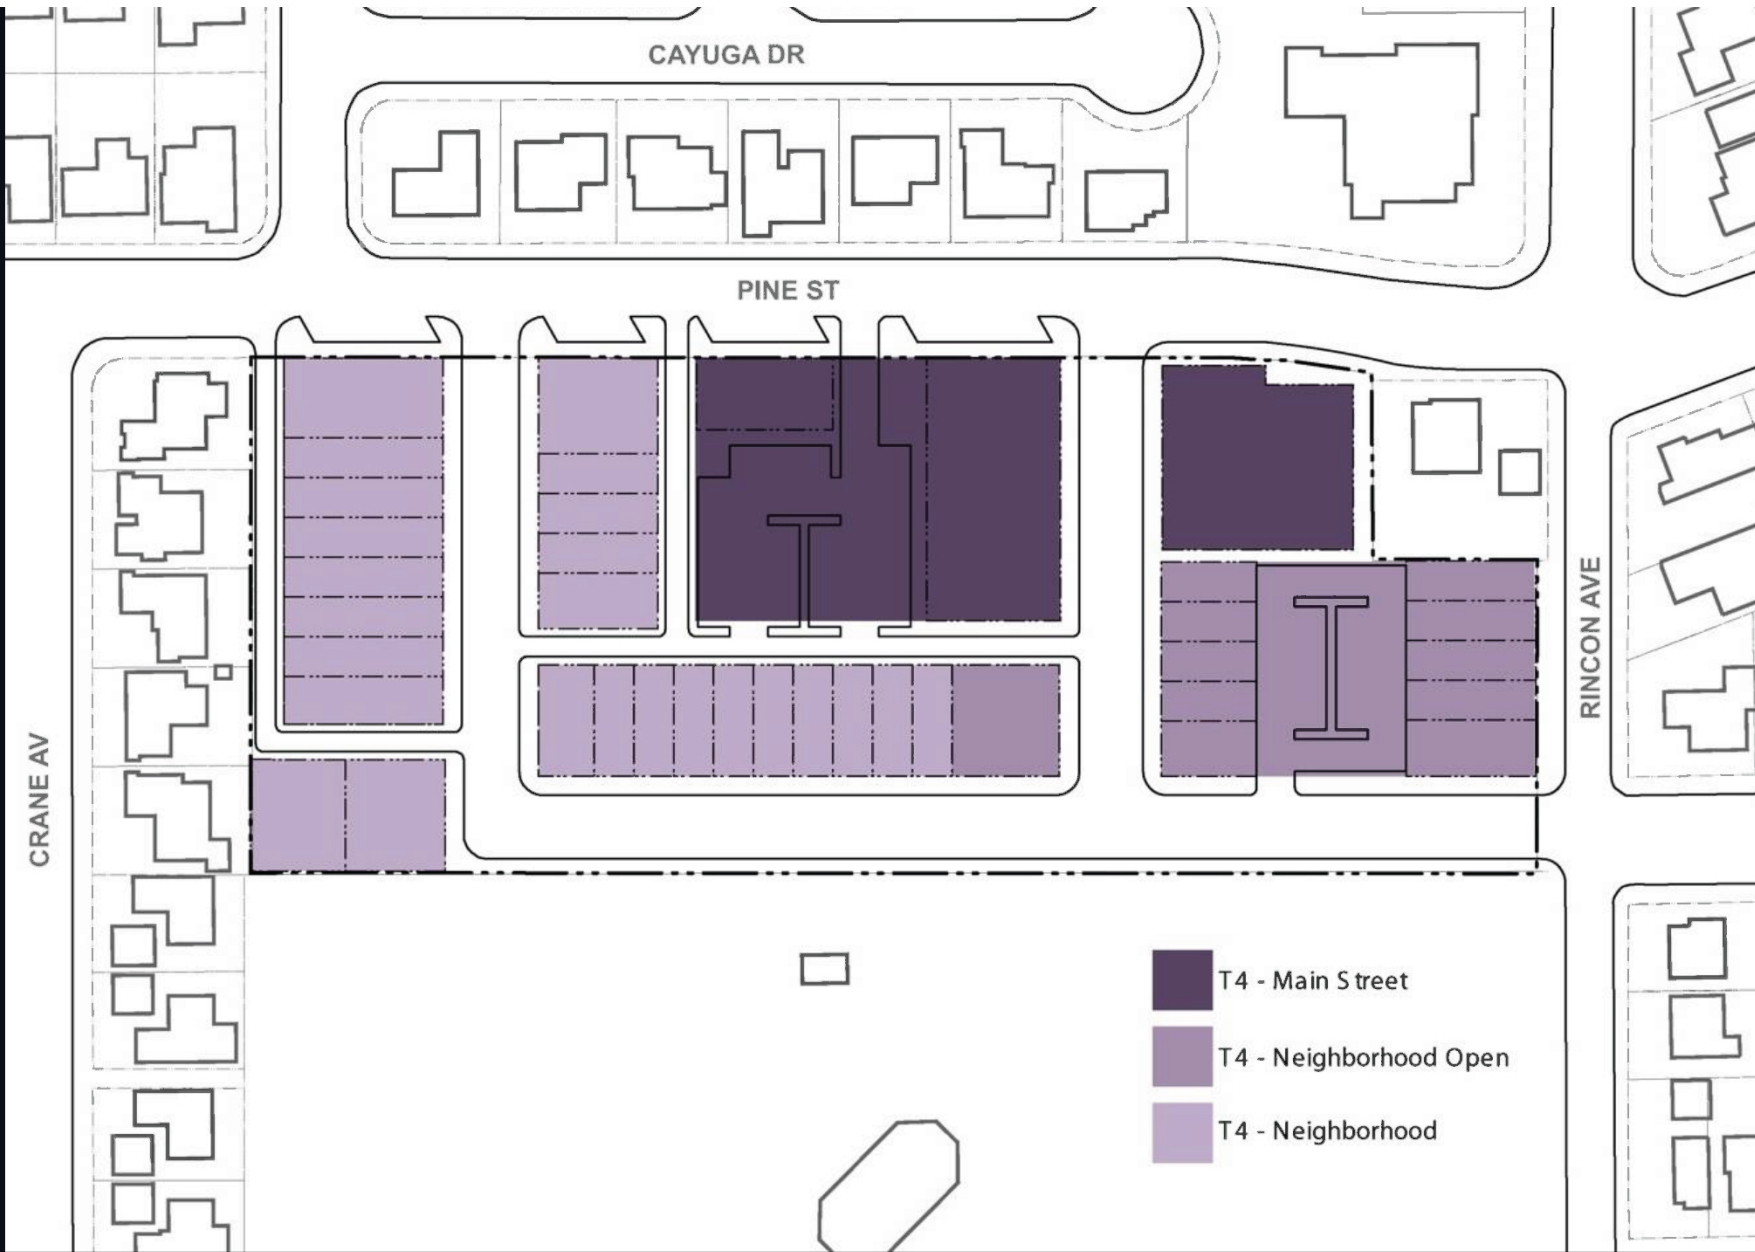 CAYUGA DR
PINE ST
CRANE AV
RINCON AVE
T4 - Main Street
T4 - Neighborhood Open
T4 - Neighborhood